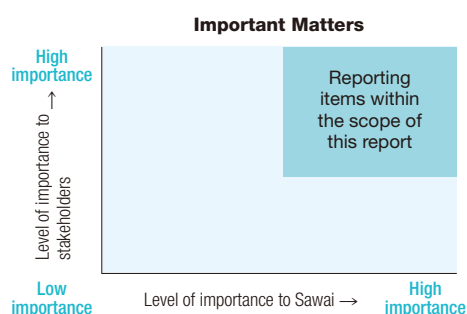 Important Matters
High
importance
Level of importance to →
stakeholders
Reporting
items within
the scope of
this report
Low
importance
Level of importance to Sawai →
High
importance